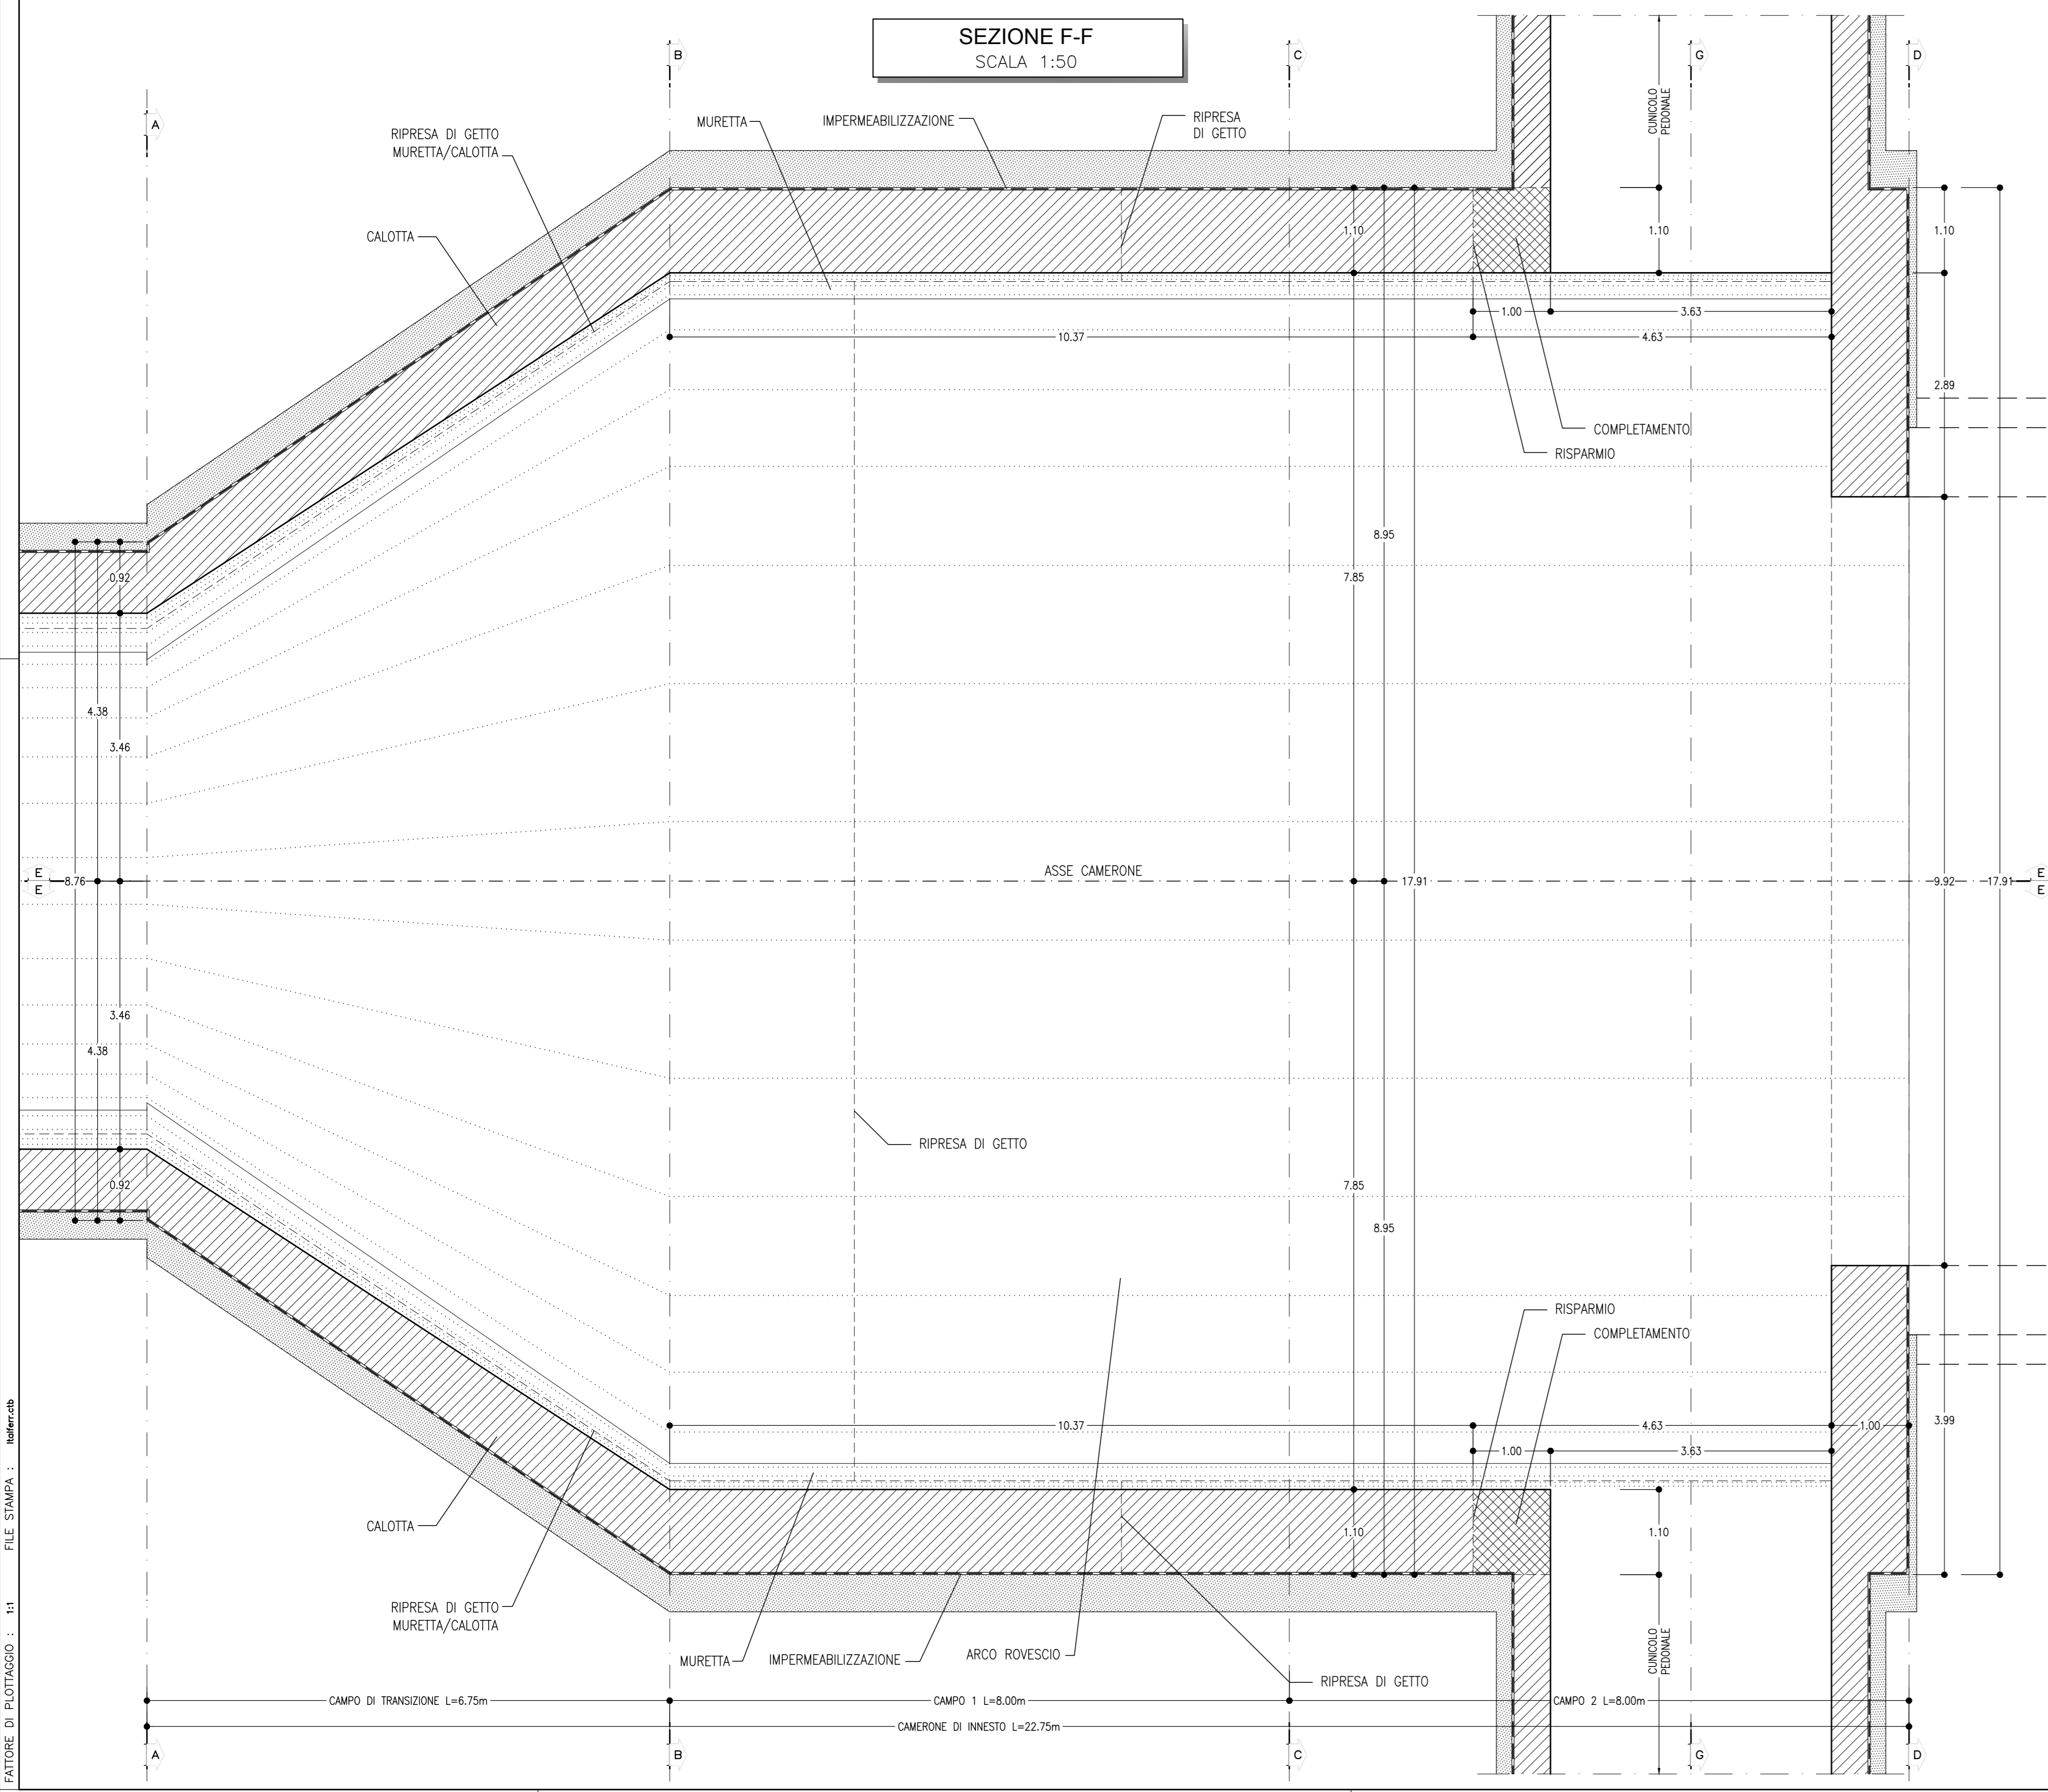 SEZIONE F-F
SCALA 1:50
A
B
C
G
D
RIPRESA DI GETTO
MURETTA/CALOTTA
MURETTA
IMPERMEABILIZZAZIONE
RIPRESA
DI GETTO
CUNICOLO
PEDONALE
CALOTTA
1.10
1.10
1.10
1.00
3.63
10.37
4.63
2.89
COMPLETAMENTO
RISPARMIO
8.95
7.85
0.92
4.38
3.46
ASSE CAMERONE
E
E
8.76
17.91
9.92
17.91
E
E
3.46
4.38
RIPRESA DI GETTO
0.92
7.85
8.95
RISPARMIO
COMPLETAMENTO
10.37
4.63
1.00
3.99
1.00
3.63
CALOTTA
1.10
1.10
RIPRESA DI GETTO
MURETTA/CALOTTA
MURETTA
IMPERMEABILIZZAZIONE
ARCO ROVESCIO
RIPRESA DI GETTO
CUNICOLO
PEDONALE
CAMPO DI TRANSIZIONE L=6.75m
CAMPO 1 L=8.00m
CAMPO 2 L=8.00m
CAMERONE DI INNESTO L=22.75m
A
B
C
G
D
FATTORE DI PLOTTAGGIO : 1:1 FILE STAMPA : Italferr.ctb